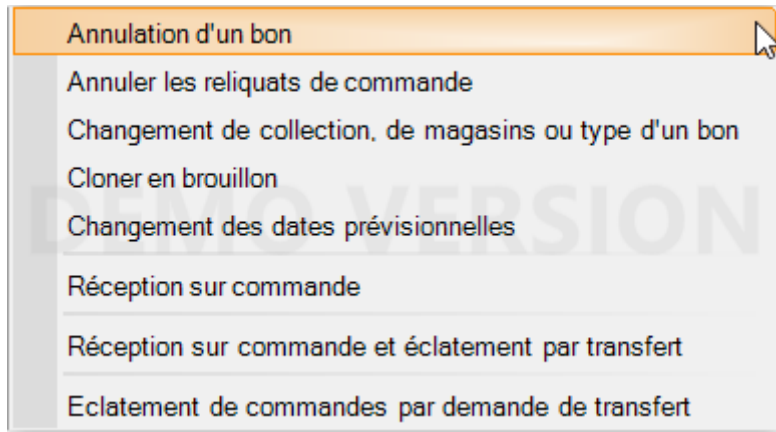 Annulation d'un bon
Annuler les reliquats de commande
Changement de collection, de magasins ou type d'un bon
Cloner en brouillon
DEMO VERSION
Changement des dates prévisionnelles
Réception sur commande
Réception sur commande et éclatement par transfert
Eclatement de commandes par demande de transfert